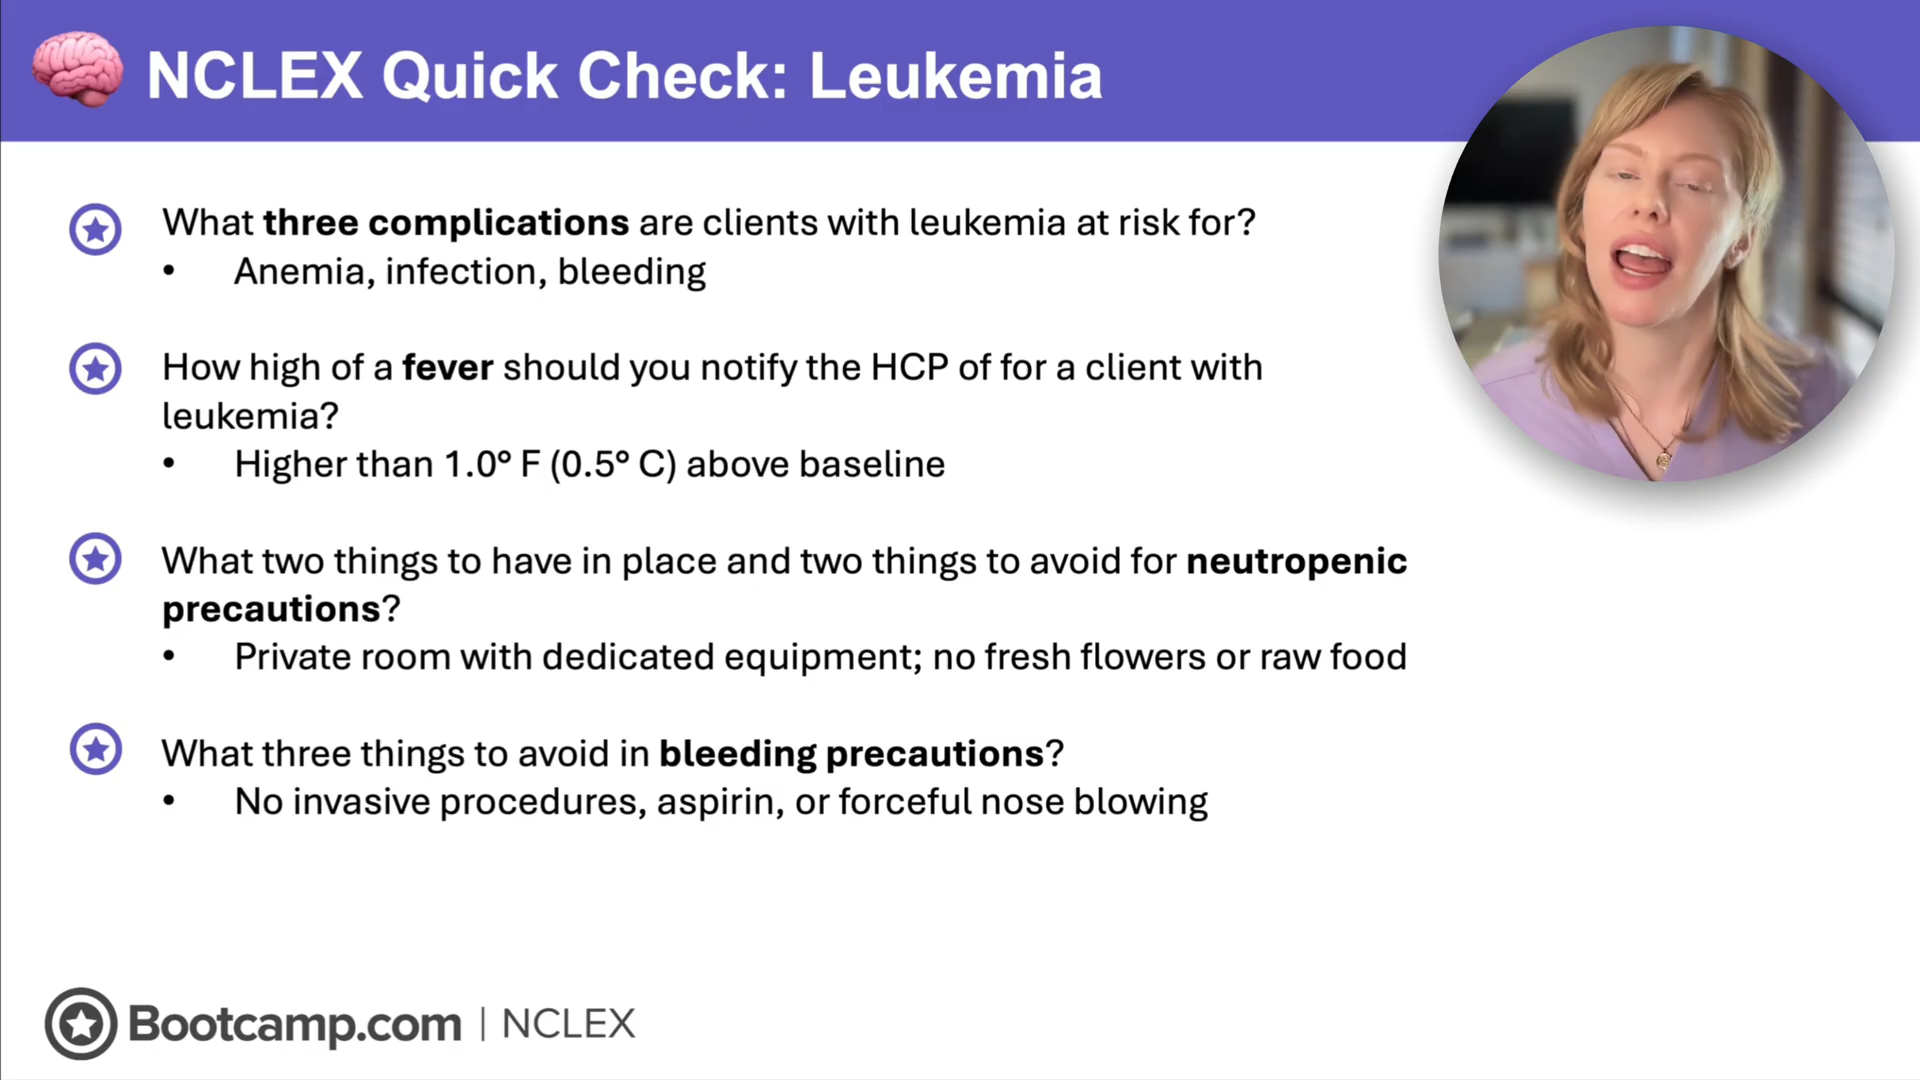 NCLEX Quick Check: Leukemia
What three complications are clients with leukemia at risk for?
• Anemia, infection, bleeding
How high of a fever should you notify the HCP of for a client with
leukemia?
• Higher than 1.0° F (0.5° C) above baseline
What two things to have in place and two things to avoid for neutropenic
precautions?
• Private room with dedicated equipment; no fresh flowers or raw food
What three things to avoid in bleeding precautions?
• No invasive procedures, aspirin, or forceful nose blowing
Bootcamp.com | NCLEX